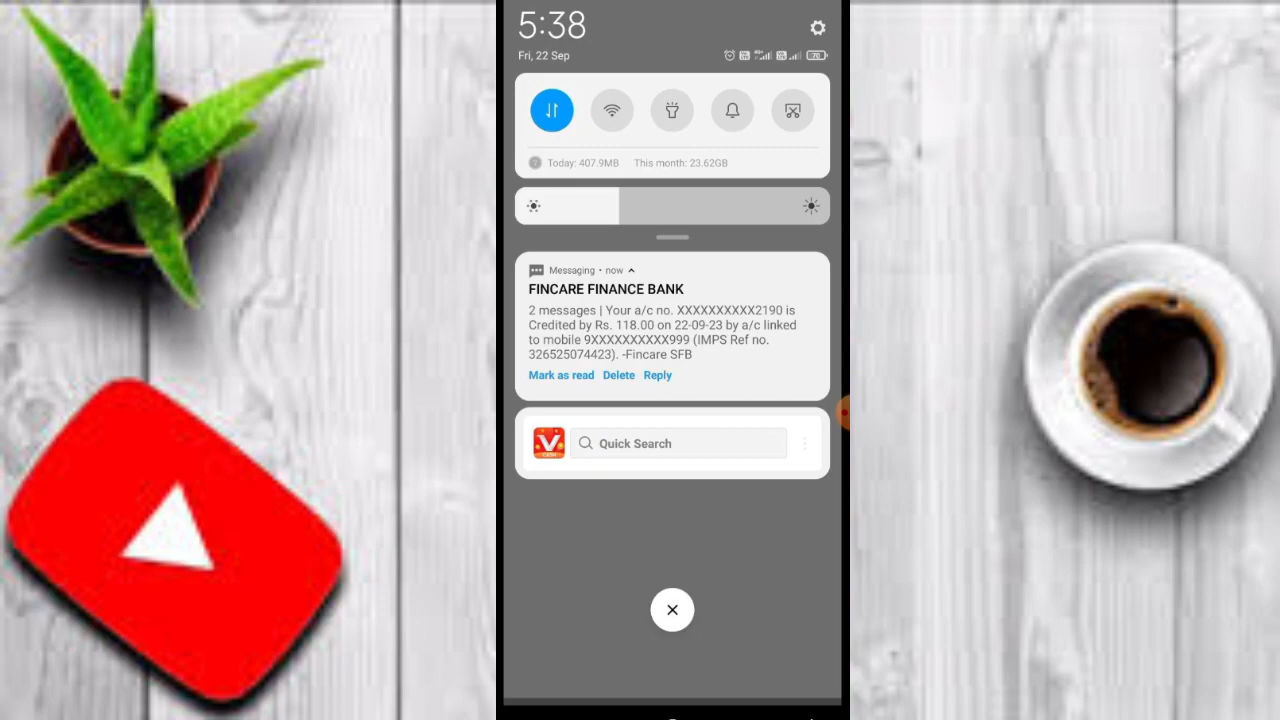 5:38
Fri, 22 Sep
70
Today: 407.9MB This month: 23.62GB
Messaging • now
FINCARE FINANCE BANK
2 messages | Your a/c no. XXXXXXXXXX2190 is
Credited by Rs. 118.00 on 22-09-23 by a/c linked
to mobile 9XXXXXXXXXX999 (IMPS Ref no.
326525074423). -Fincare SFB
Mark as read Delete Reply
V
Quick Search